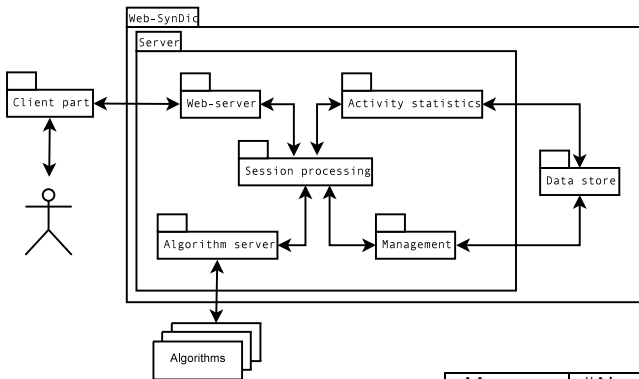 Web-SynDic
Server
Client part
Web-server
Activity statistics
Session processing
Data store
Algorithm server
Management
Algorithms